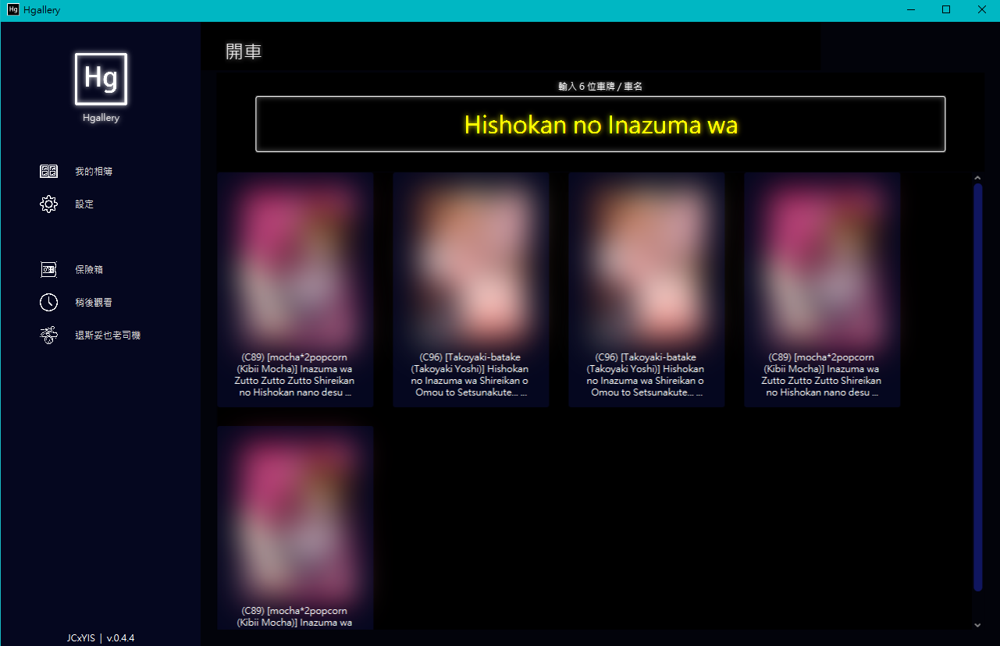 Hg Hgallery
開車
Hg
Hgallery
我的相簿
設定
保險箱
稍後觀看
退斯妥也老司機
JCxYIS | v.0.4.4
輸入 6 位車牌 / 車名
Hishokan no Inazuma wa
(C89) [mocha*2popcorn
(Kibii Mocha)] Inazuma wa
Zutto Zutto Zutto Shireikan
no Hishokan nano desu ...
(C96) [Takoyaki-batake
(Takoyaki Yoshi)] Hishokan
no Inazuma wa Shireikan o
Omou to Setsunakute... ...
(C96) [Takoyaki-batake
(Takoyaki Yoshi)] Hishokan
no Inazuma wa Shireikan o
Omou to Setsunakute... ...
(C89) [mocha*2popcorn
(Kibii Mocha)] Inazuma wa
Zutto Zutto Zutto Shireikan
no Hishokan nano desu ...
(C89) [mocha*2popcorn
(Kibii Mocha)] Inazuma wa